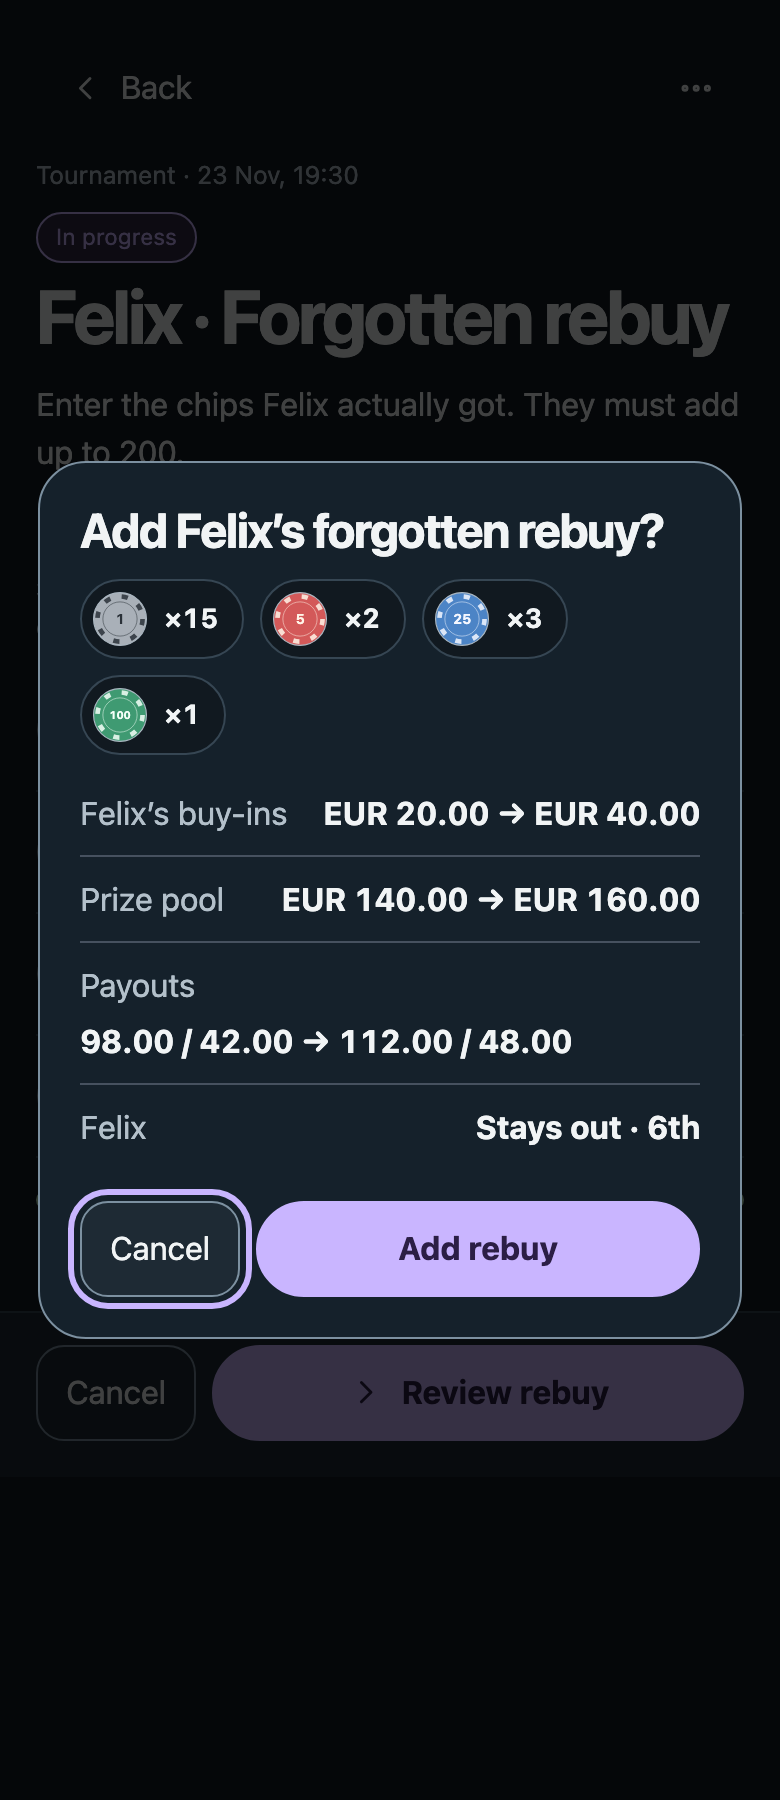 Back
Tournament · 23 Nov, 19:30
In progress
Felix · Forgotten rebuy
Enter the chips Felix actually got. They must add
up to 200.
Add Felix’s forgotten rebuy?
1 ×15 5 ×2 25 ×3
100 ×1
Felix’s buy-ins EUR 20.00 → EUR 40.00
Prize pool EUR 140.00 → EUR 160.00
Payouts
98.00 / 42.00 → 112.00 / 48.00
Felix Stays out · 6th
Cancel Add rebuy
Cancel Review rebuy